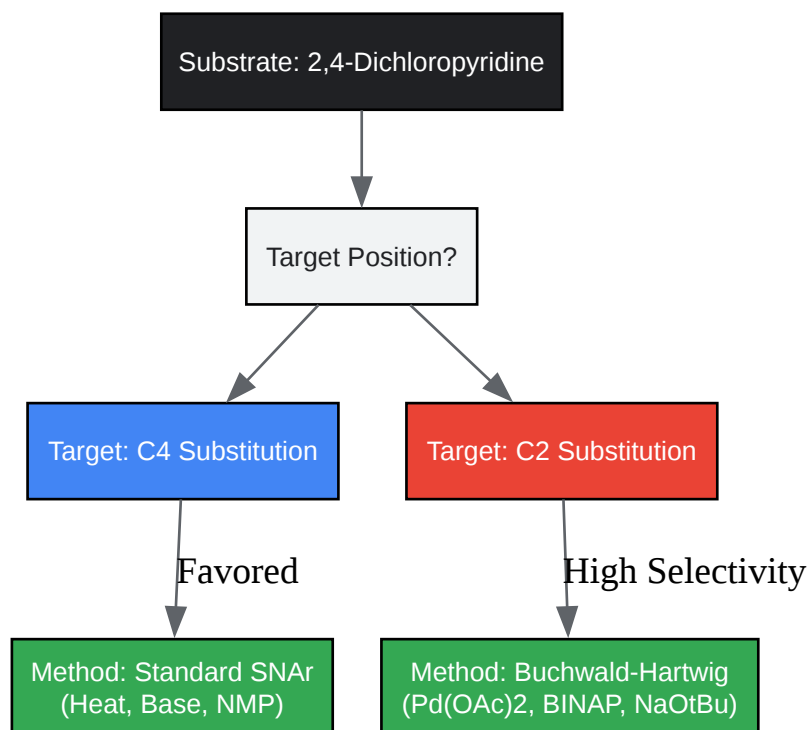 Substrate: 2,4-Dichloropyridine
Target Position?
Target: C4 Substitution
Target: C2 Substitution
Favored
High Selectivity
Method: Standard SNAr
(Heat, Base, NMP)
Method: Buchwald-Hartwig
(Pd(OAc)2, BINAP, NaOtBu)